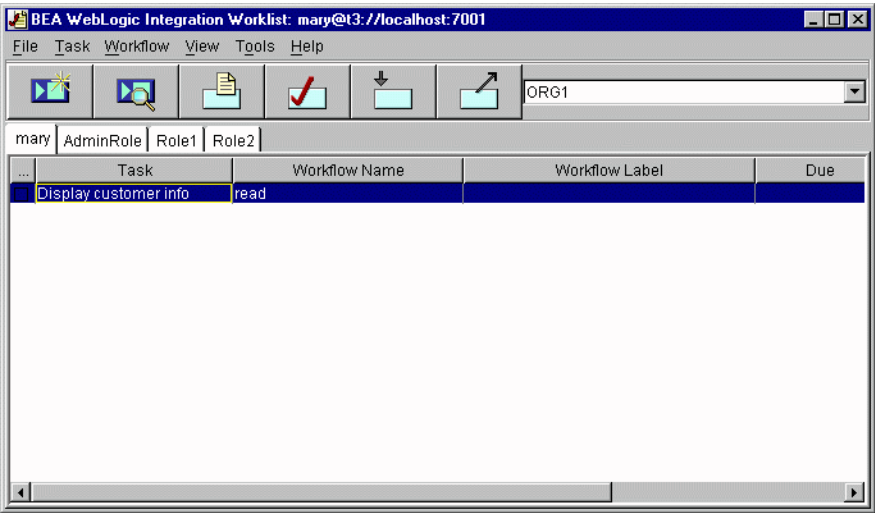 BEA WebLogic Integration Worklist: mary@t3://localhost:7001
File Task Workflow View Tools Help
ORG1
mary AdminRole Role1 Role2
... Task Workflow Name Workflow Label Due
Display customer info read